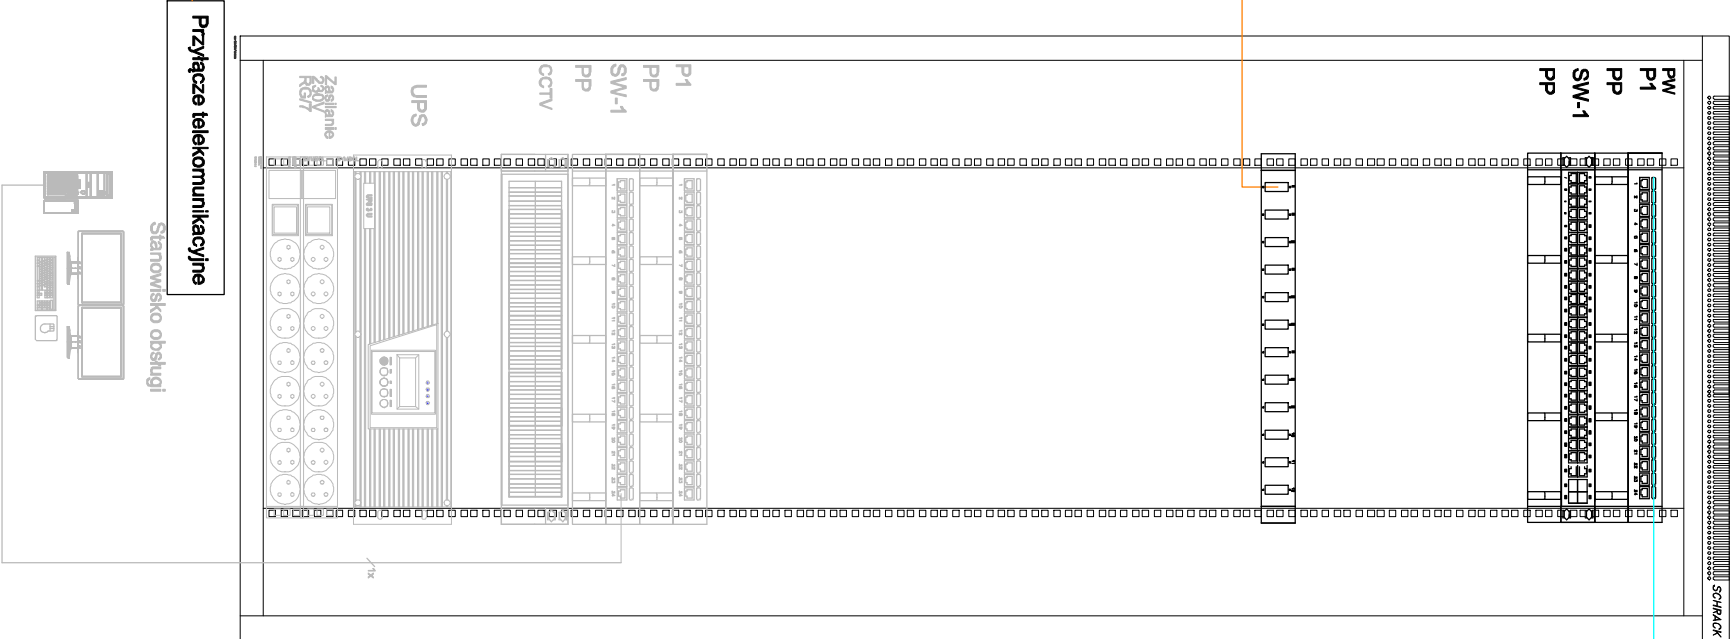 PW
P1
PP
SW-1
PP
P1
PP
SW-1
PP
CCTV
UPS
Zasilanie
230V
RG/7
Przyłącze telekomunikacyjne
Stanowisko obsługi
1x
SCHRACK